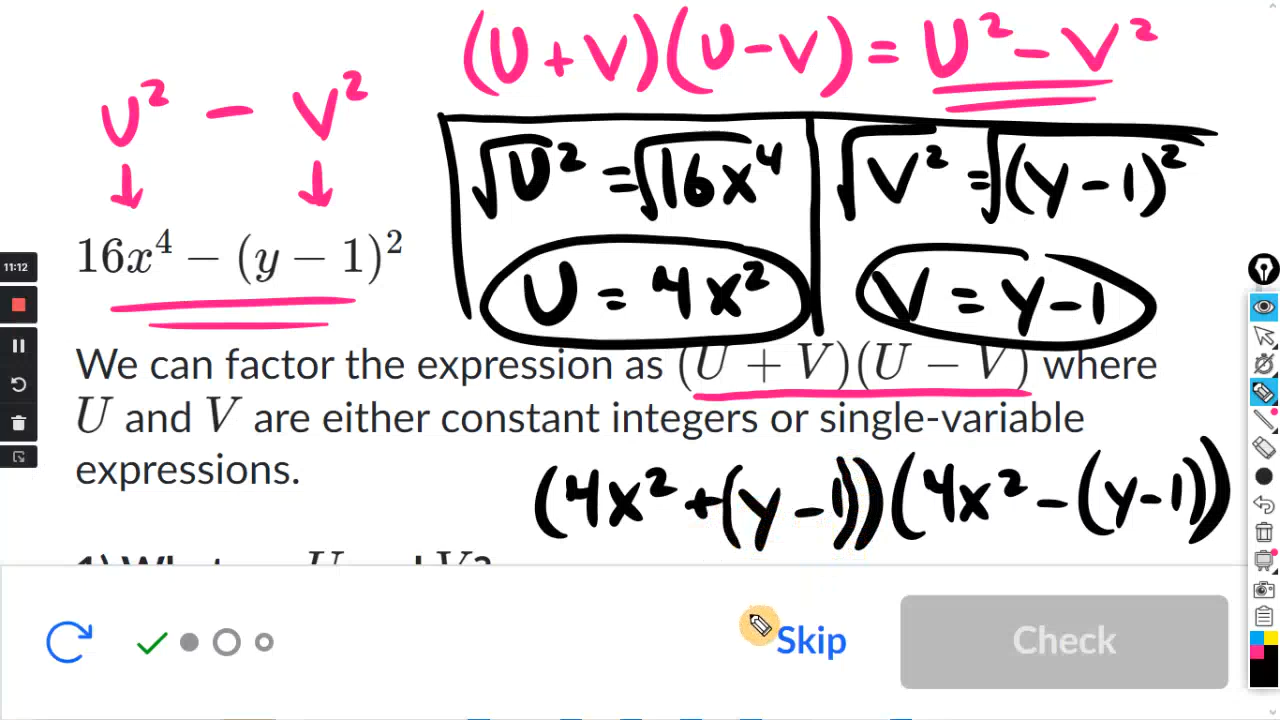 (U + V)(U - V) = U² - V²
U² - V²
√U² = √16x⁴
√V² = √(y - 1)²
16x⁴ − (y − 1)²
U = 4x²
V = y - 1
11:12
We can factor the expression as (U + V)(U − V) where
U and V are either constant integers or single-variable
expressions.
(4x² + (y - 1))(4x² - (y - 1))
Skip
Check